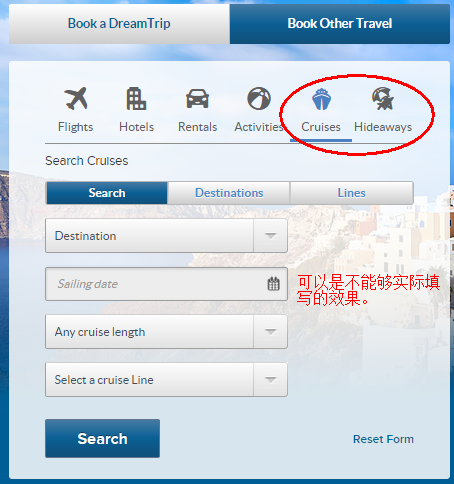 Book a DreamTrip
Book Other Travel
Flights
Hotels
Rentals
Activities
Cruises
Hideaways
Search Cruises
Search
Destinations
Lines
Destination
Sailing date
可以是不能够实际填
写的效果。
Any cruise length
Select a cruise Line
Search
Reset Form